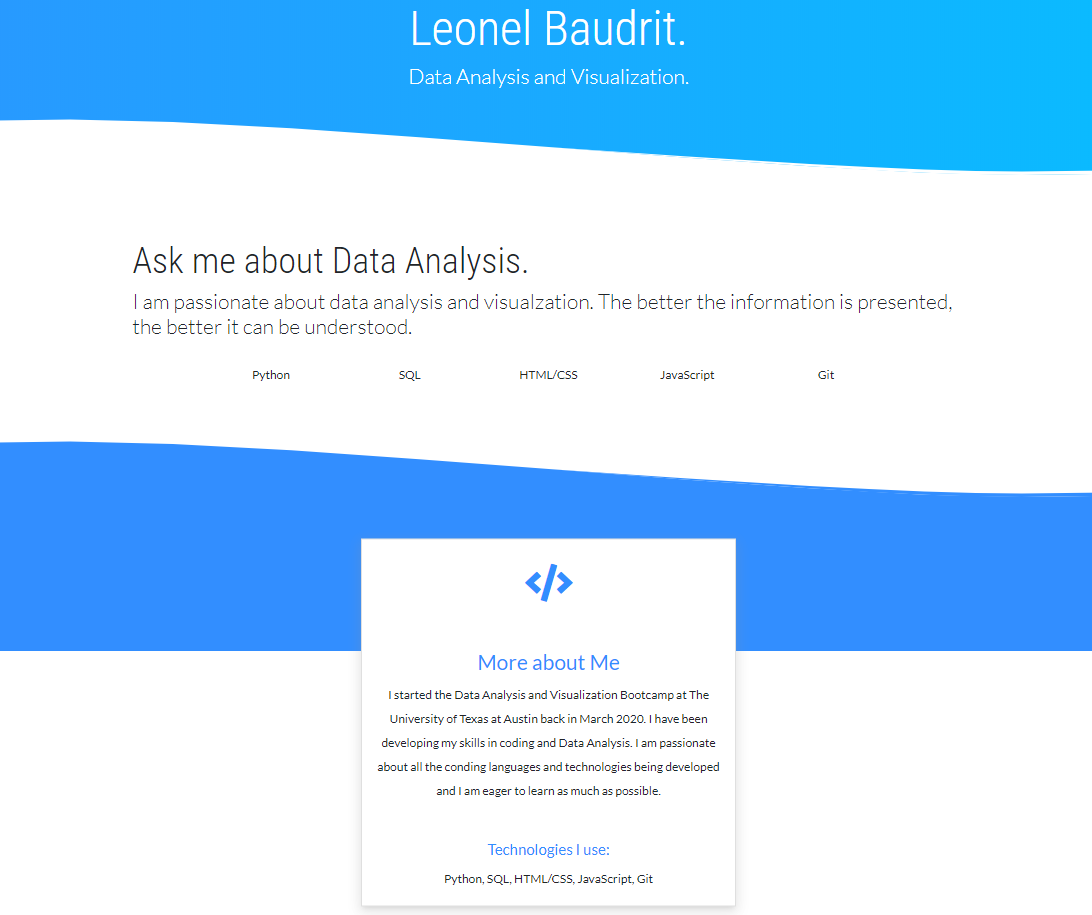 Leonel Baudrit.
Data Analysis and Visualization.
Ask me about Data Analysis.
I am passionate about data analysis and visualzation. The better the information is presented,
the better it can be understood.
Python SQL HTML/CSS JavaScript Git
</>
More about Me
I started the Data Analysis and Visualization Bootcamp at The
University of Texas at Austin back in March 2020. I have been
developing my skills in coding and Data Analysis. I am passionate
about all the conding languages and technologies being developed
and I am eager to learn as much as possible.
Technologies I use:
Python, SQL, HTML/CSS, JavaScript, Git